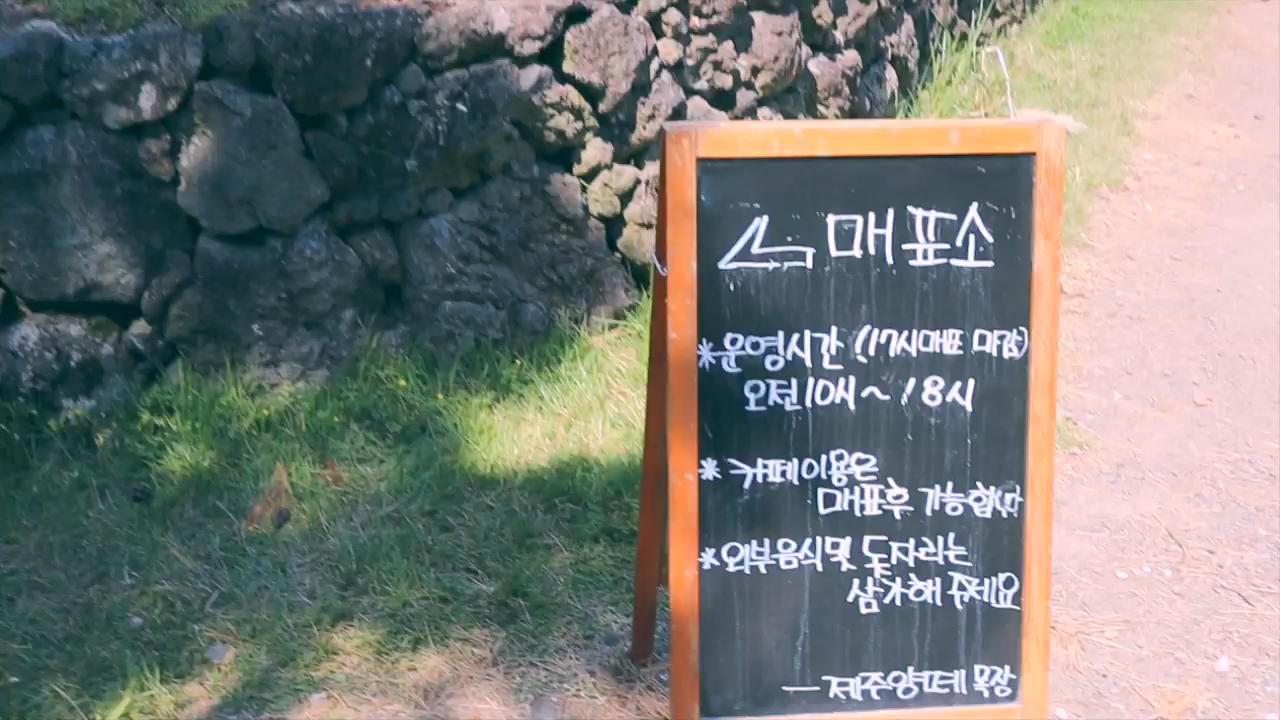 매표소
*운영시간 (17시매표 마감)
오전10시~18시
* 카페이용은
매표후 가능합니다
*외부음식및 돗자리는
삼가해 주세요
-제주양떼 목장